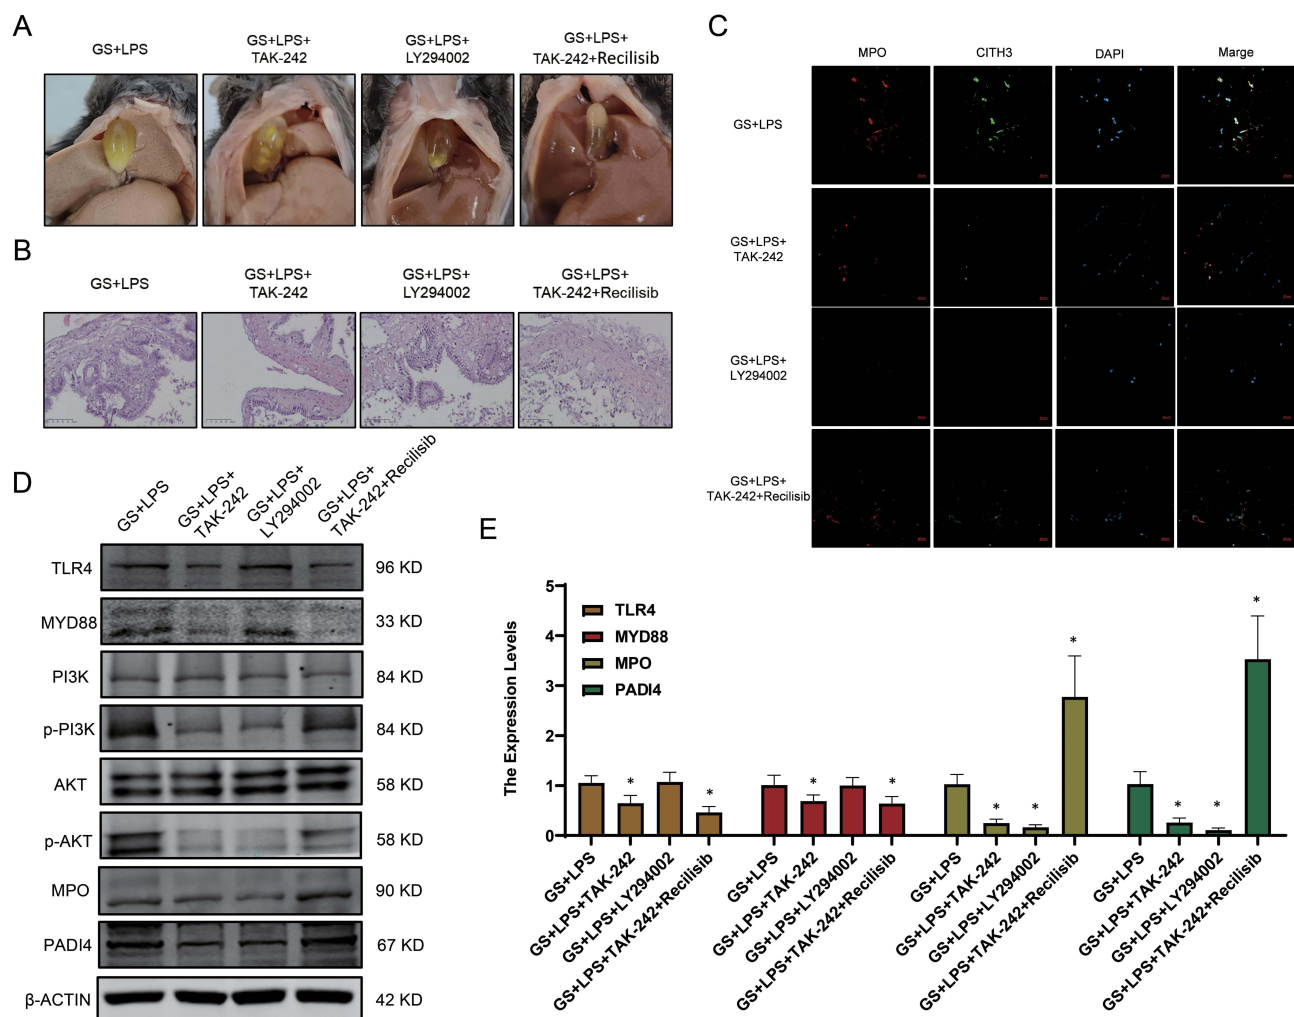 A
GS+LPS
GS+LPS+
TAK-242
GS+LPS+
LY294002
GS+LPS+
TAK-242+Recilisib
B
GS+LPS
GS+LPS+
TAK-242
GS+LPS+
LY294002
GS+LPS+
TAK-242+Recilisib
C
MPO
CITH3
DAPI
Marge
GS+LPS
GS+LPS+
TAK-242
GS+LPS+
LY294002
GS+LPS+
TAK-242+Recilisib
D
GS+LPS
GS+LPS+
TAK-242
GS+LPS+
LY294002
GS+LPS+
TAK-242+Recilisib
TLR4
96 KD
MYD88
33 KD
PI3K
84 KD
p-PI3K
84 KD
AKT
58 KD
p-AKT
58 KD
MPO
90 KD
PADI4
67 KD
β-ACTIN
42 KD
E
The Expression Levels
5
4
3
2
1
0
TLR4
MYD88
MPO
PADI4
*
*
*
*
*
*
*
*
*
*
GS+LPS
GS+LPS+TAK-242
GS+LPS+LY294002
GS+LPS+TAK-242+Recilisib
GS+LPS
GS+LPS+TAK-242
GS+LPS+LY294002
GS+LPS+TAK-242+Recilisib
GS+LPS
GS+LPS+TAK-242
GS+LPS+LY294002
GS+LPS+TAK-242+Recilisib
GS+LPS
GS+LPS+TAK-242
GS+LPS+LY294002
GS+LPS+TAK-242+Recilisib